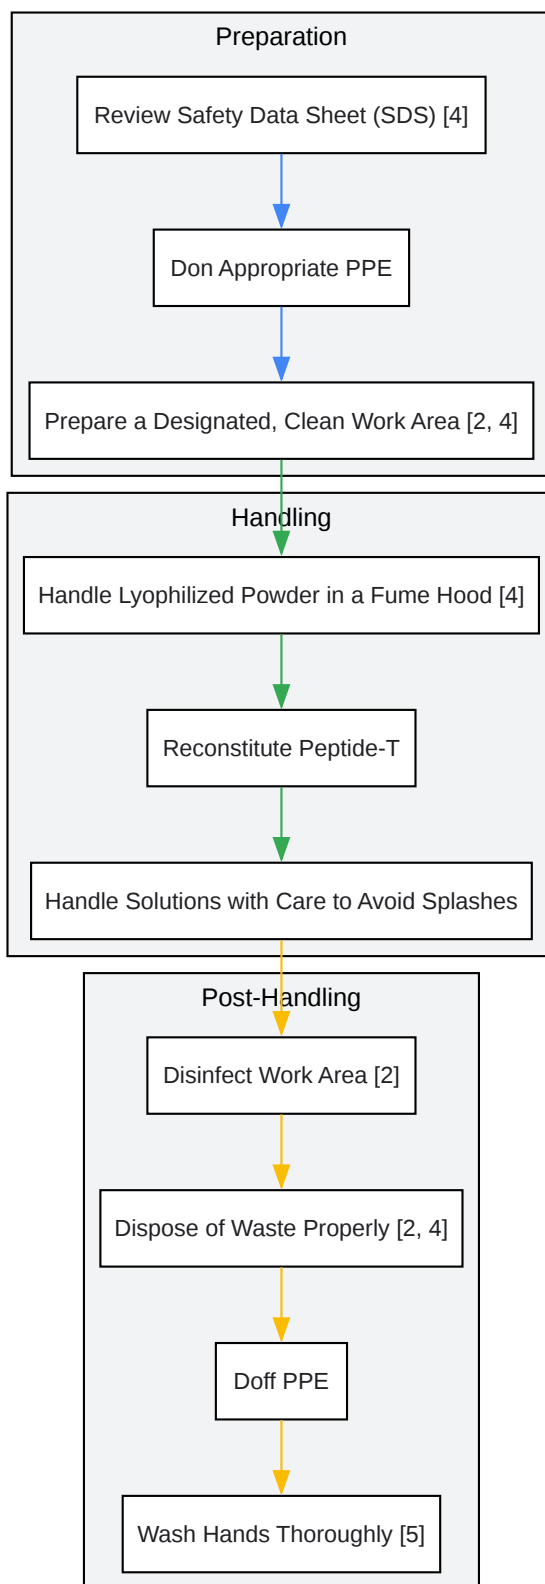 Preparation
Review Safety Data Sheet (SDS) [4]
Don Appropriate PPE
Prepare a Designated, Clean Work Area [2, 4]
Handling
Handle Lyophilized Powder in a Fume Hood [4]
Reconstitute Peptide-T
Handle Solutions with Care to Avoid Splashes
Post-Handling
Disinfect Work Area [2]
Dispose of Waste Properly [2, 4]
Doff PPE
Wash Hands Thoroughly [5]